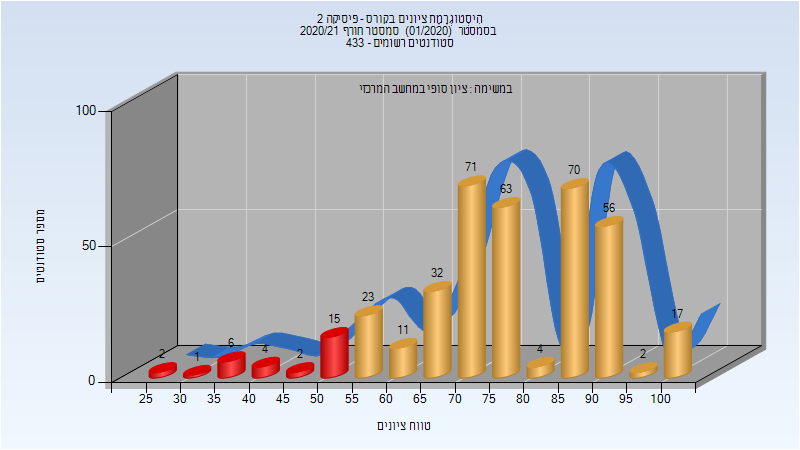 היסטוגרמת ציונים בקורס - פיסיקה 2
בסמסטר (01/2020) סמסטר חורף 2020/21
סטודנטים רשומים - 433
במשימה : ציון סופי במחשב המרכזי
מספר סטודנטים
100
50
0
2
1
6
4
2
15
23
11
32
71
63
4
70
56
2
17
25 30 35 40 45 50 55 60 65 70 75 80 85 90 95 100
טווח ציונים